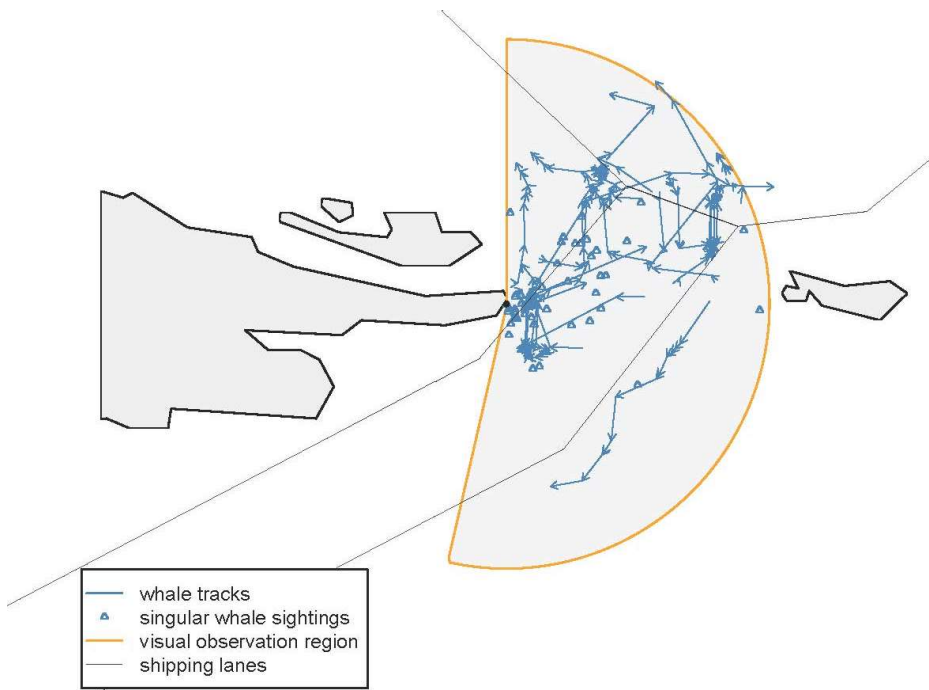 whale tracks
singular whale sightings
visual observation region
shipping lanes